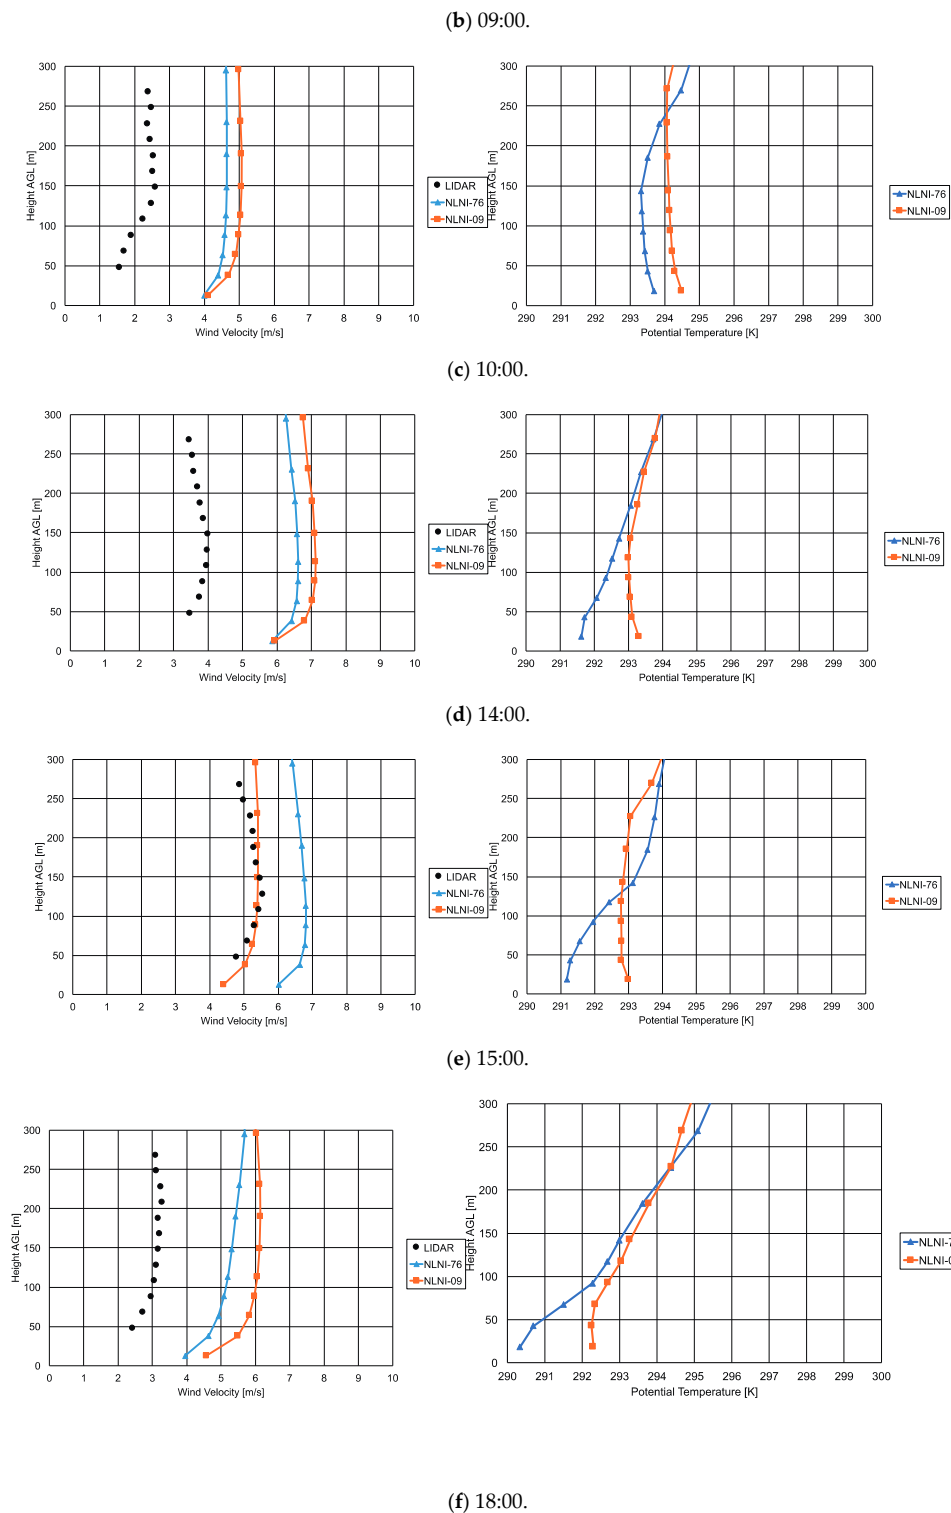 (b) 09:00.
300
250
200
150
100
50
0
Height AGL [m]
0 1 2 3 4 5 6 7 8 9 10
Wind Velocity [m/s]
LIDAR
NLNI-76
NLNI-09
300
250
200
150
100
50
0
Height AGL [m]
290 291 292 293 294 295 296 297 298 299 300
Potential Temperature [K]
NLNI-76
NLNI-09
(c) 10:00.
300
250
200
150
100
50
0
Height AGL [m]
0 1 2 3 4 5 6 7 8 9 10
Wind Velocity [m/s]
LIDAR
NLNI-76
NLNI-09
300
250
200
150
100
50
0
Height AGL [m]
290 291 292 293 294 295 296 297 298 299 300
Potential Temperature [K]
NLNI-76
NLNI-09
(d) 14:00.
300
250
200
150
100
50
0
Height AGL [m]
0 1 2 3 4 5 6 7 8 9 10
Wind Velocity [m/s]
LIDAR
NLNI-76
NLNI-09
300
250
200
150
100
50
0
Height AGL [m]
290 291 292 293 294 295 296 297 298 299 300
Potential Temperature [K]
NLNI-76
NLNI-09
(e) 15:00.
300
250
200
150
100
50
0
Height AGL [m]
0 1 2 3 4 5 6 7 8 9 10
Wind Velocity [m/s]
LIDAR
NLNI-76
NLNI-09
300
250
200
150
100
50
0
Height AGL [m]
290 291 292 293 294 295 296 297 298 299 300
Potential Temperature [K]
(f) 18:00.